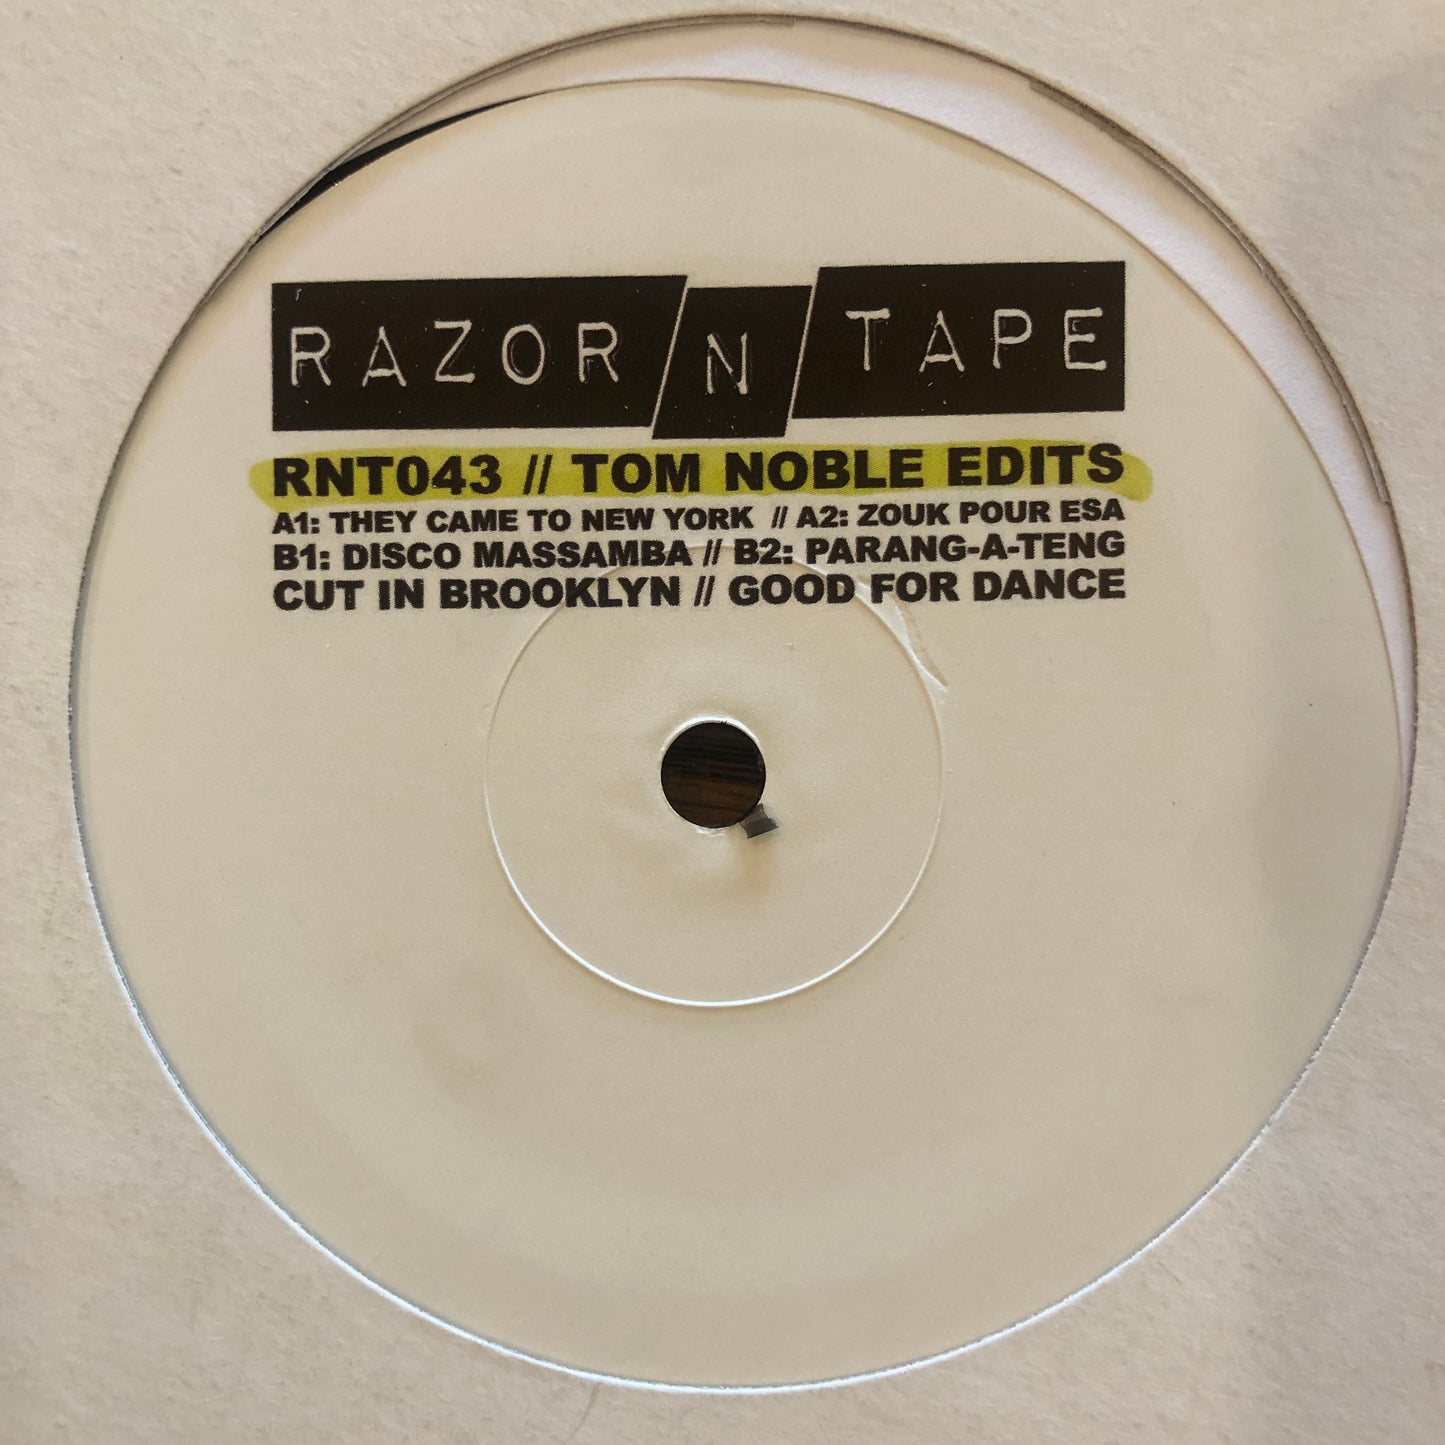 RAZOR N TAPE
RNT043 // TOM NOBLE EDITS
A1: THEY CAME TO NEW YORK // A2: ZOUK POUR ESA
B1: DISCO MASSAMBA // B2: PARANG-A-TENG
CUT IN BROOKLYN // GOOD FOR DANCE